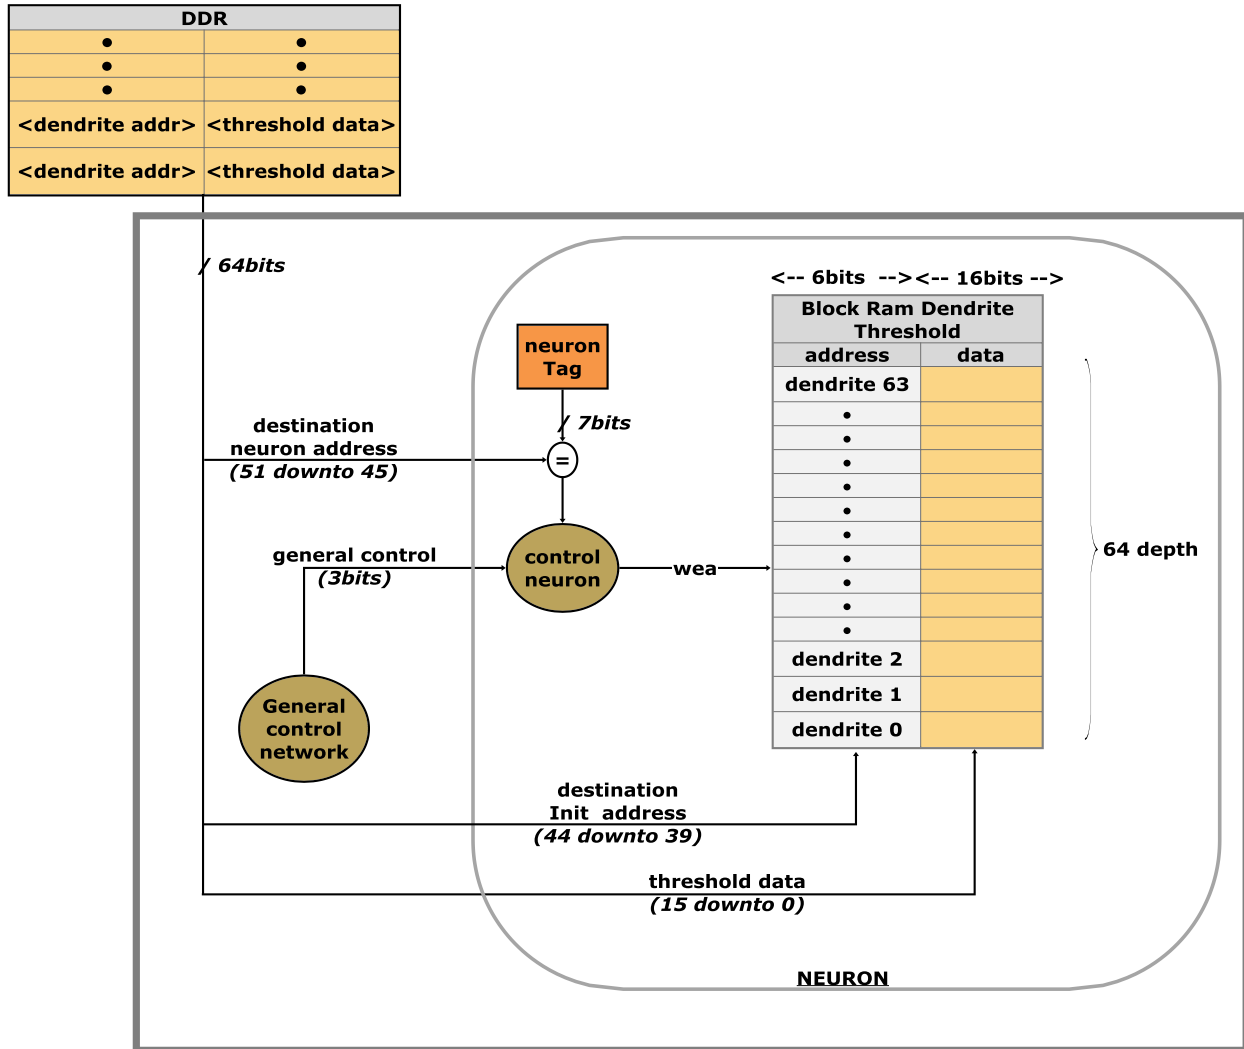 DDR
<dendrite addr> <threshold data>
<dendrite addr> <threshold data>
/ 64bits
<-- 6bits --> <-- 16bits -->
Block Ram Dendrite
Threshold
address data
dendrite 63
neuron
Tag
/ 7bits
destination
neuron address
(51 downto 45)
=
general control
(3bits)
control
neuron
wea
64 depth
dendrite 2
dendrite 1
dendrite 0
General
control
network
destination
Init address
(44 downto 39)
threshold data
(15 downto 0)
NEURON